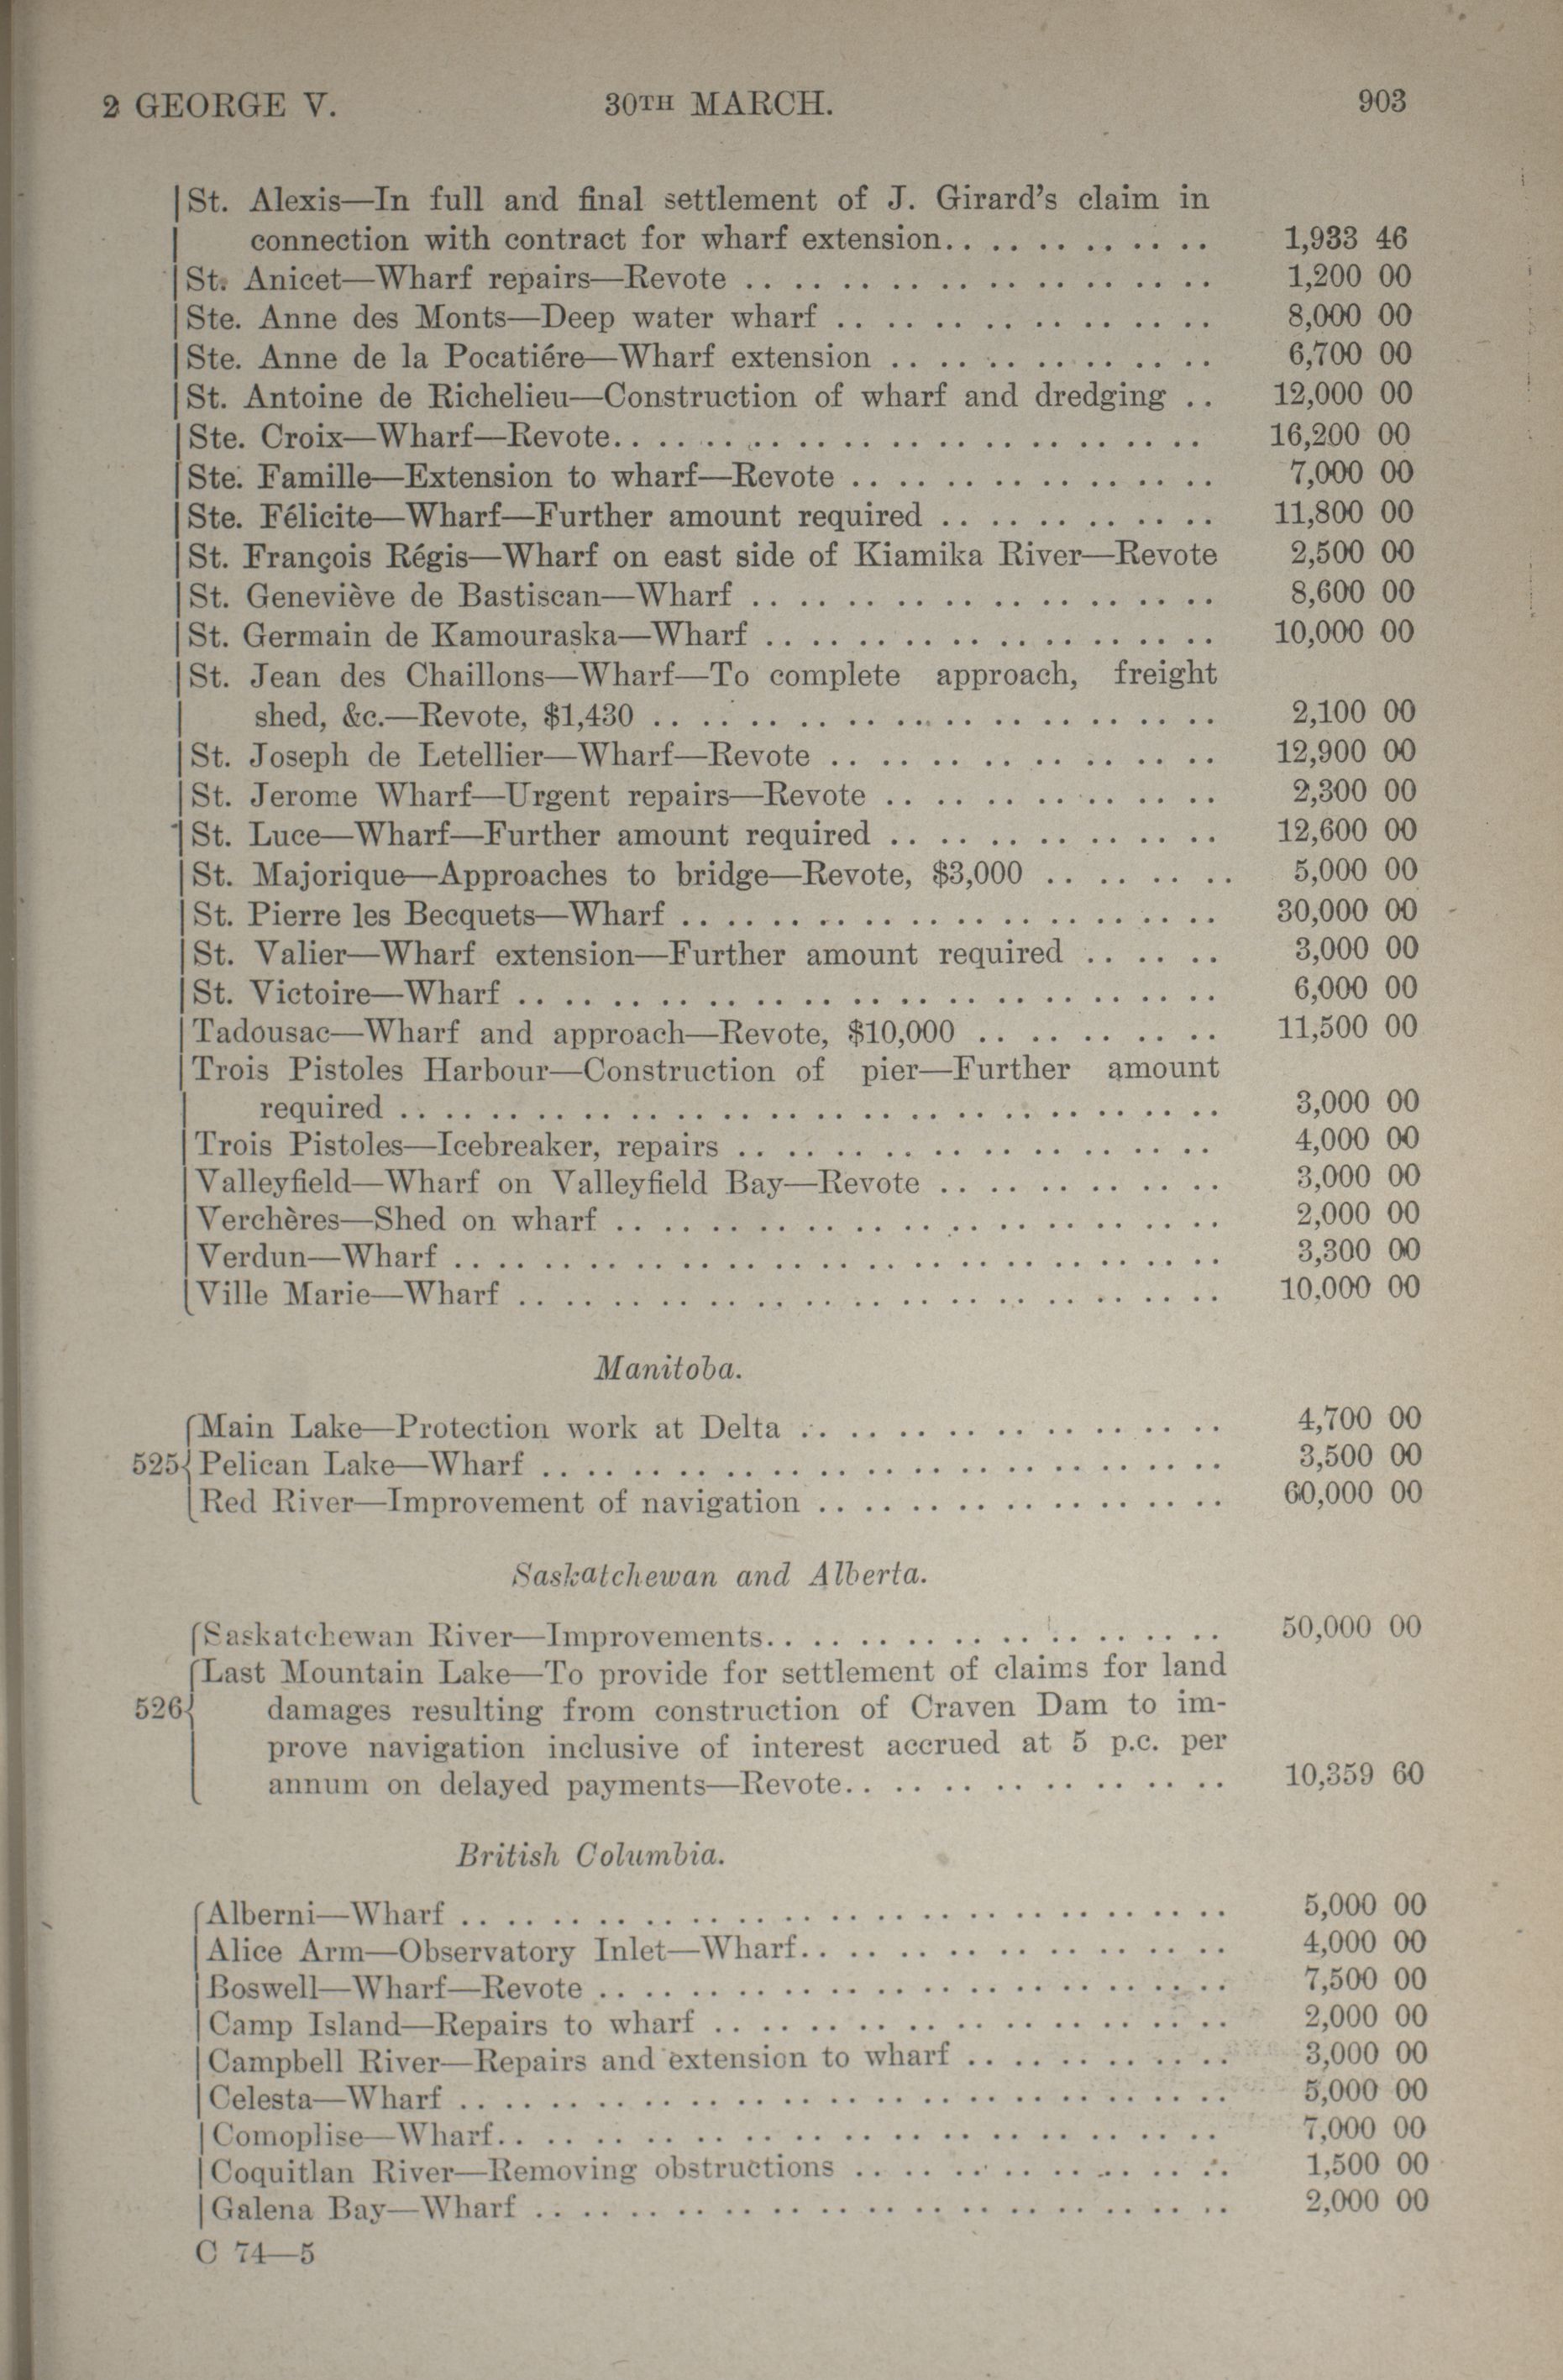 2 GEORGE V. 30TH MARCH. 903
St. Alexis—In full and final settlement of J. Girard's claim in
connection with contract for wharf extension. . . . . . . . . . . . 1,933 46
St. Anicet—Wharf repairs—Revote . . . . . . . . . . . . . . . . . . . . 1,200 00
Ste. Anne des Monts—Deep water wharf . . . . . . . . . . . . . . . . 8,000 00
Ste. Anne de la Pocatiére—Wharf extension . . . . . . . . . . . . . . 6,700 00
St. Antoine de Richelieu—Construction of wharf and dredging . . 12,000 00
Ste. Croix—Wharf—Revote. . . . . . . . . . . . . . . . . . . . . . . . . . 16,200 00
Ste. Famille—Extension to wharf—Revote . . . . . . . . . . . . . . . . 7,000 00
Ste. Félicite—Wharf—Further amount required . . . . . . . . . . . . 11,800 00
St. François Régis—Wharf on east side of Kiamika River—Revote 2,500 00
St. Geneviève de Bastiscan—Wharf . . . . . . . . . . . . . . . . . . . . 8,600 00
St. Germain de Kamouraska—Wharf . . . . . . . . . . . . . . . . . . . 10,000 00
St. Jean des Chaillons—Wharf—To complete approach, freight
shed, &c.—Revote, $1,430 . . . . . . . . . . . . . . . . . . . . . . . . 2,100 00
St. Joseph de Letellier—Wharf—Revote . . . . . . . . . . . . . . . . . 12,900 00
St. Jerome Wharf—Urgent repairs—Revote . . . . . . . . . . . . . . 2,300 00
St. Luce—Wharf—Further amount required . . . . . . . . . . . . . . 12,600 00
St. Majorique—Approaches to bridge—Revote, $3,000 . . . . . . . . 5,000 00
St. Pierre les Becquets—Wharf . . . . . . . . . . . . . . . . . . . . . . . 30,000 00
St. Valier—Wharf extension—Further amount required . . . . . . 3,000 00
St. Victoire—Wharf . . . . . . . . . . . . . . . . . . . . . . . . . . . . . . 6,000 00
Tadousac—Wharf and approach—Revote, $10,000 . . . . . . . . . . 11,500 00
Trois Pistoles Harbour—Construction of pier—Further amount
required . . . . . . . . . . . . . . . . . . . . . . . . . . . . . . . . . . . 3,000 00
Trois Pistoles—Icebreaker, repairs . . . . . . . . . . . . . . . . . . . . 4,000 00
Valleyfield—Wharf on Valleyfield Bay—Revote . . . . . . . . . . . . 3,000 00
Verchères—Shed on wharf . . . . . . . . . . . . . . . . . . . . . . . . . . 2,000 00
Verdun—Wharf . . . . . . . . . . . . . . . . . . . . . . . . . . . . . . . . . 3,300 00
Ville Marie—Wharf . . . . . . . . . . . . . . . . . . . . . . . . . . . . . . 10,000 00
Manitoba.
Main Lake—Protection work at Delta . . . . . . . . . . . . . . . . . . 4,700 00
525 Pelican Lake—Wharf . . . . . . . . . . . . . . . . . . . . . . . . . . . . . 3,500 00
Red River—Improvement of navigation . . . . . . . . . . . . . . . . . 60,000 00
Saskatchewan and Alberta.
Saskatchewan River—Improvements. . . . . . . . . . . . . . . . . . . . 50,000 00
Last Mountain Lake—To provide for settlement of claims for land
526 damages resulting from construction of Craven Dam to im-
prove navigation inclusive of interest accrued at 5 p.c. per
annum on delayed payments—Revote. . . . . . . . . . . . . . . . 10,359 60
British Columbia.
Alberni—Wharf . . . . . . . . . . . . . . . . . . . . . . . . . . . . . . . . . 5,000 00
Alice Arm—Observatory Inlet—Wharf. . . . . . . . . . . . . . . . . . . 4,000 00
Boswell—Wharf—Revote . . . . . . . . . . . . . . . . . . . . . . . . . . . 7,500 00
Camp Island—Repairs to wharf . . . . . . . . . . . . . . . . . . . . . . 2,000 00
Campbell River—Repairs and extension to wharf . . . . . . . . . . . . 3,000 00
Celesta—Wharf . . . . . . . . . . . . . . . . . . . . . . . . . . . . . . . . . 5,000 00
Comoplise—Wharf. . . . . . . . . . . . . . . . . . . . . . . . . . . . . . . 7,000 00
Coquitlan River—Removing obstructions . . . . . . . . . . . . . . . . 1,500 00
Galena Bay—Wharf . . . . . . . . . . . . . . . . . . . . . . . . . . . . . . 2,000 00
C 74—5